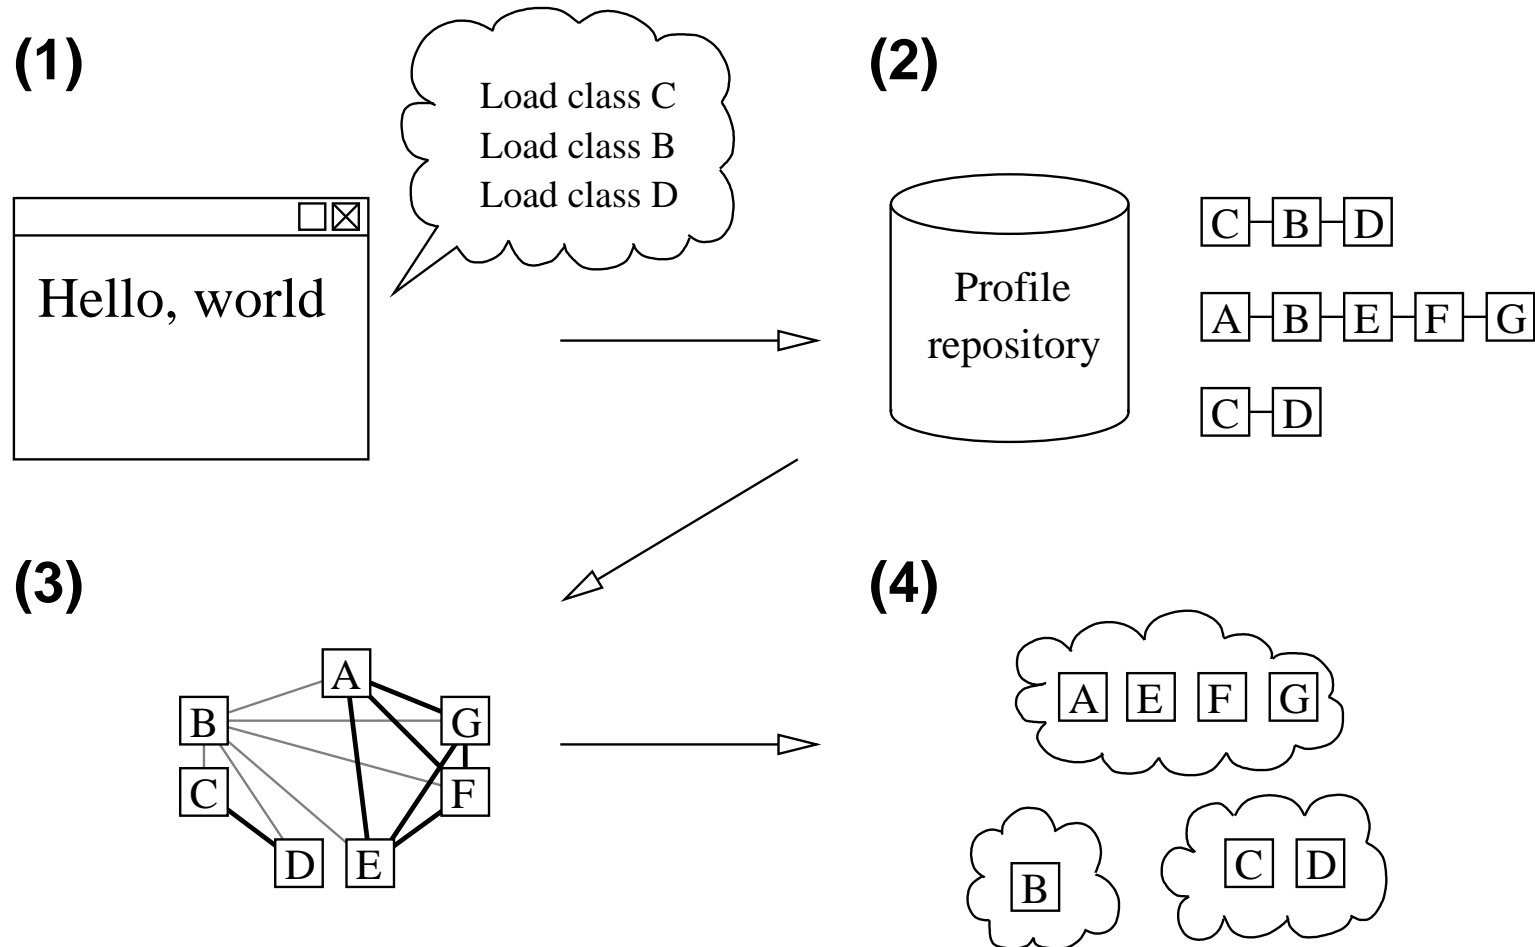 (1)
Load class C
Load class B
Load class D
Hello, world
(2)
Profile
repository
C B D
A B E F G
C D
(3)
A
B G
C F
D E
(4)
A E F G
B
C D